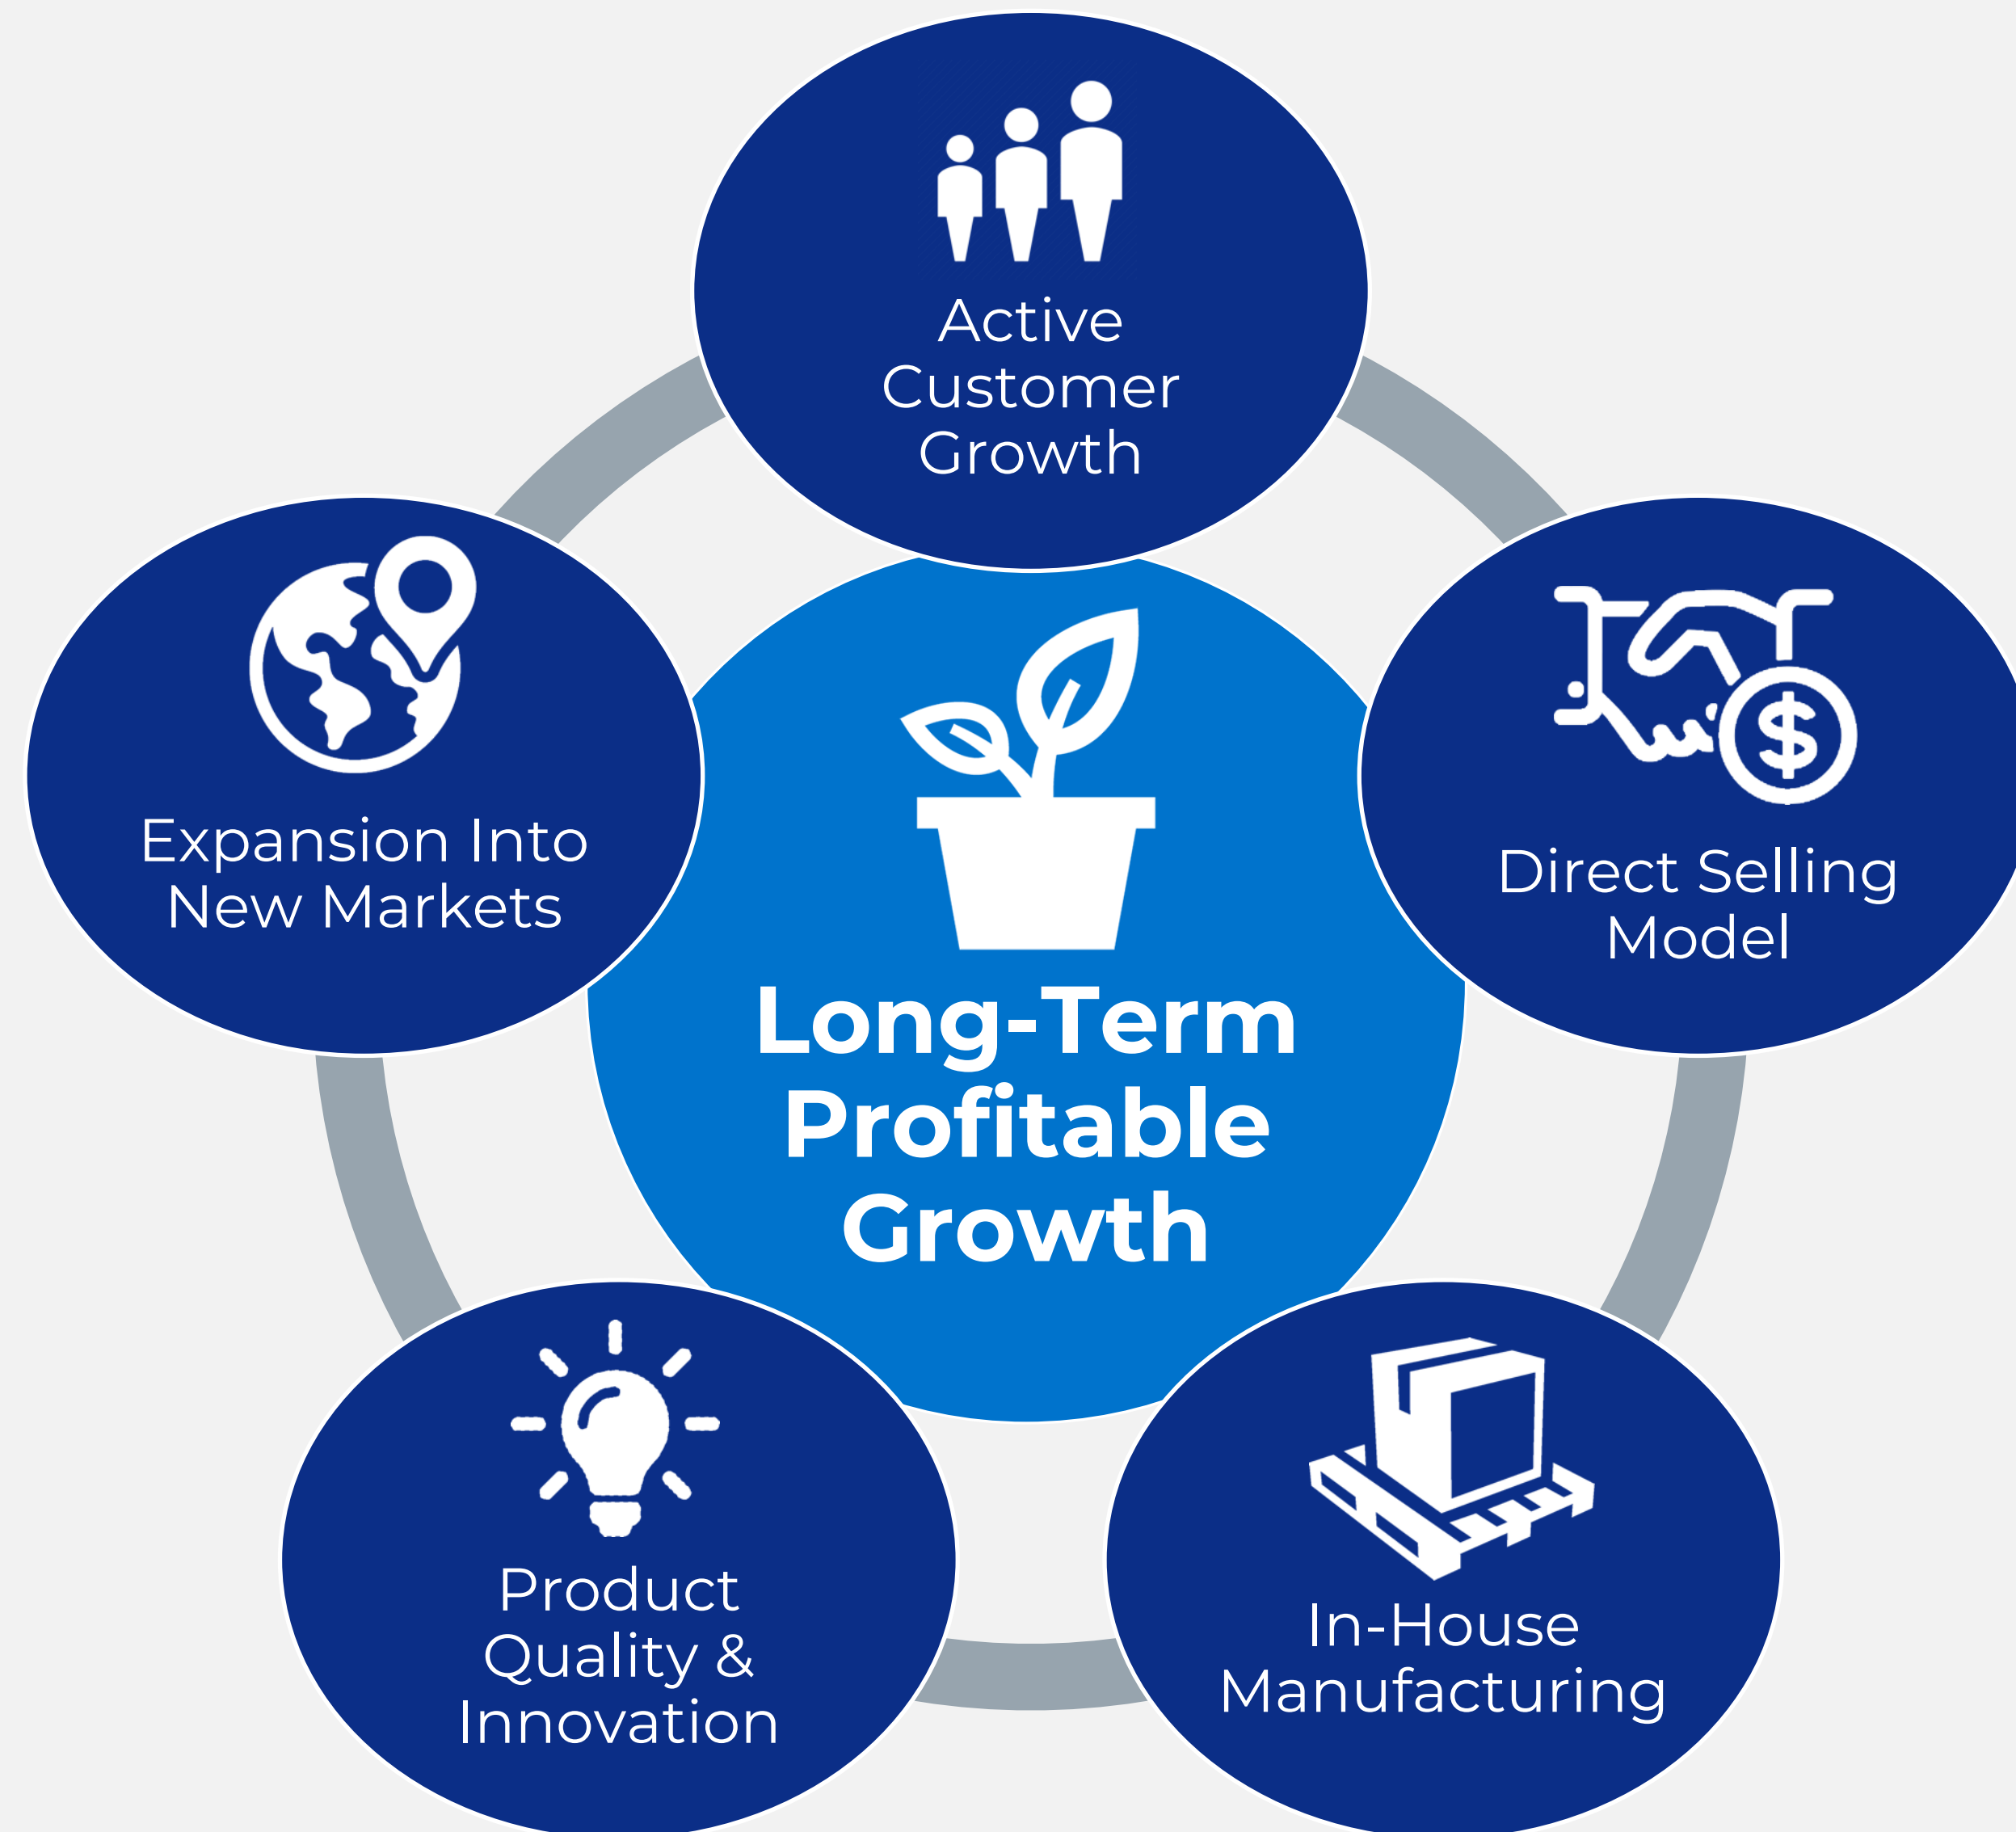 Active
Customer
Growth
Expansion Into
New Markets
Direct Selling
Model
Long-Term
Profitable
Growth
Product
Quality &
Innovation
In-House
Manufacturing